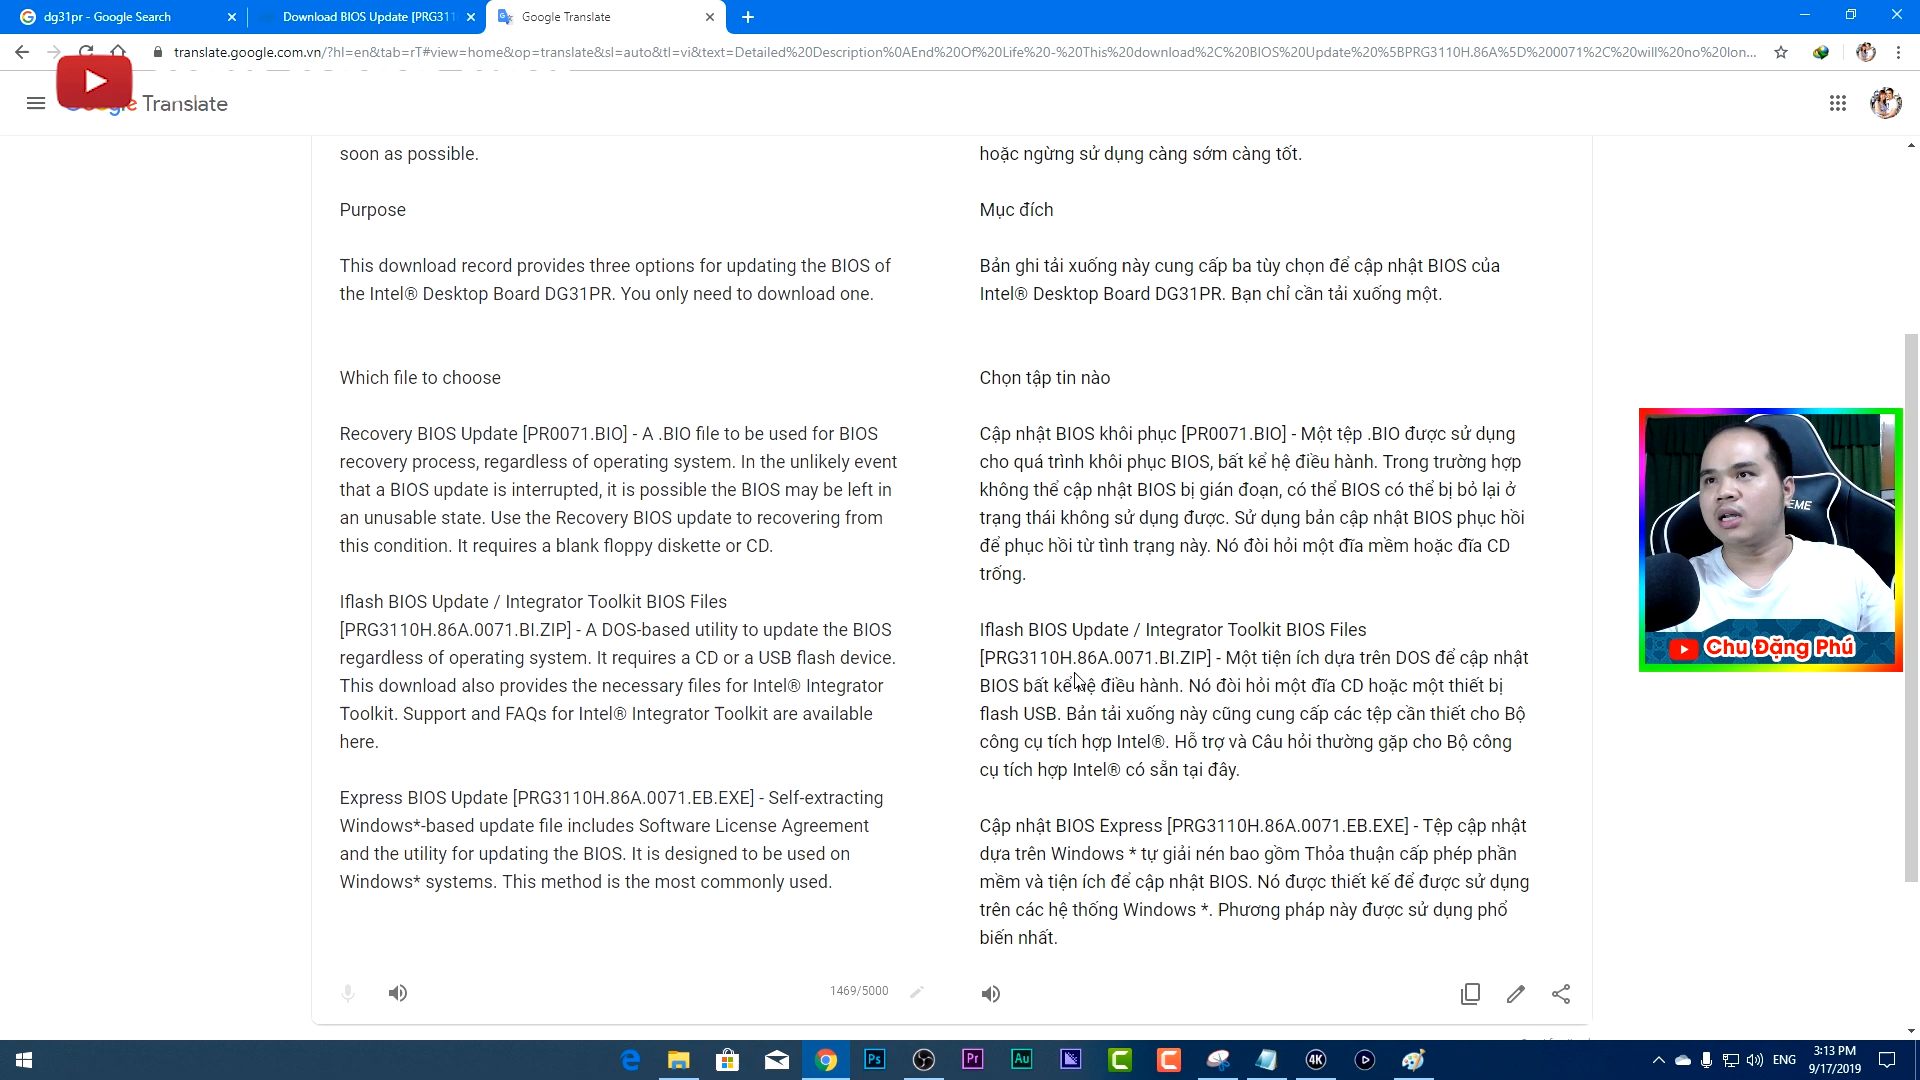 dg31pr - Google Search
Download BIOS Update [PRG311
Google Translate
translate.google.com.vn/?hl=en&tab=rT#view=home&op=translate&sl=auto&tl=vi&text=Detailed%20Description%0AEnd%20Of%20Life%20-%20This%20download%2C%20BIOS%20Update%20%5BPRG3110H.86A%5D%200071%2C%20will%20no%20lon...
Translate
soon as possible.
Purpose
This download record provides three options for updating the BIOS of
the Intel® Desktop Board DG31PR. You only need to download one.
Which file to choose
Recovery BIOS Update [PR0071.BIO] - A .BIO file to be used for BIOS
recovery process, regardless of operating system. In the unlikely event
that a BIOS update is interrupted, it is possible the BIOS may be left in
an unusable state. Use the Recovery BIOS update to recovering from
this condition. It requires a blank floppy diskette or CD.
Iflash BIOS Update / Integrator Toolkit BIOS Files
[PRG3110H.86A.0071.BI.ZIP] - A DOS-based utility to update the BIOS
regardless of operating system. It requires a CD or a USB flash device.
This download also provides the necessary files for Intel® Integrator
Toolkit. Support and FAQs for Intel® Integrator Toolkit are available
here.
Express BIOS Update [PRG3110H.86A.0071.EB.EXE] - Self-extracting
Windows*-based update file includes Software License Agreement
and the utility for updating the BIOS. It is designed to be used on
Windows* systems. This method is the most commonly used.
1469/5000
hoặc ngừng sử dụng càng sớm càng tốt.
Mục đích
Bản ghi tải xuống này cung cấp ba tùy chọn để cập nhật BIOS của
Intel® Desktop Board DG31PR. Bạn chỉ cần tải xuống một.
Chọn tập tin nào
Cập nhật BIOS khôi phục [PR0071.BIO] - Một tệp .BIO được sử dụng
cho quá trình khôi phục BIOS, bất kể hệ điều hành. Trong trường hợp
không thể cập nhật BIOS bị gián đoạn, có thể BIOS có thể bị bỏ lại ở
trạng thái không sử dụng được. Sử dụng bản cập nhật BIOS phục hồi
để phục hồi từ tình trạng này. Nó đòi hỏi một đĩa mềm hoặc đĩa CD
trống.
Iflash BIOS Update / Integrator Toolkit BIOS Files
[PRG3110H.86A.0071.BI.ZIP] - Một tiện ích dựa trên DOS để cập nhật
BIOS bất kể hệ điều hành. Nó đòi hỏi một đĩa CD hoặc một thiết bị
flash USB. Bản tải xuống này cũng cung cấp các tệp cần thiết cho Bộ
công cụ tích hợp Intel®. Hỗ trợ và Câu hỏi thường gặp cho Bộ công
cụ tích hợp Intel® có sẵn tại đây.
Cập nhật BIOS Express [PRG3110H.86A.0071.EB.EXE] - Tệp cập nhật
dựa trên Windows * tự giải nén bao gồm Thỏa thuận cấp phép phần
mềm và tiện ích để cập nhật BIOS. Nó được thiết kế để được sử dụng
trên các hệ thống Windows *. Phương pháp này được sử dụng phổ
biến nhất.
Chu Đặng Phú
Ps
Pr
Au
4K
ENG
3:13 PM
9/17/2019